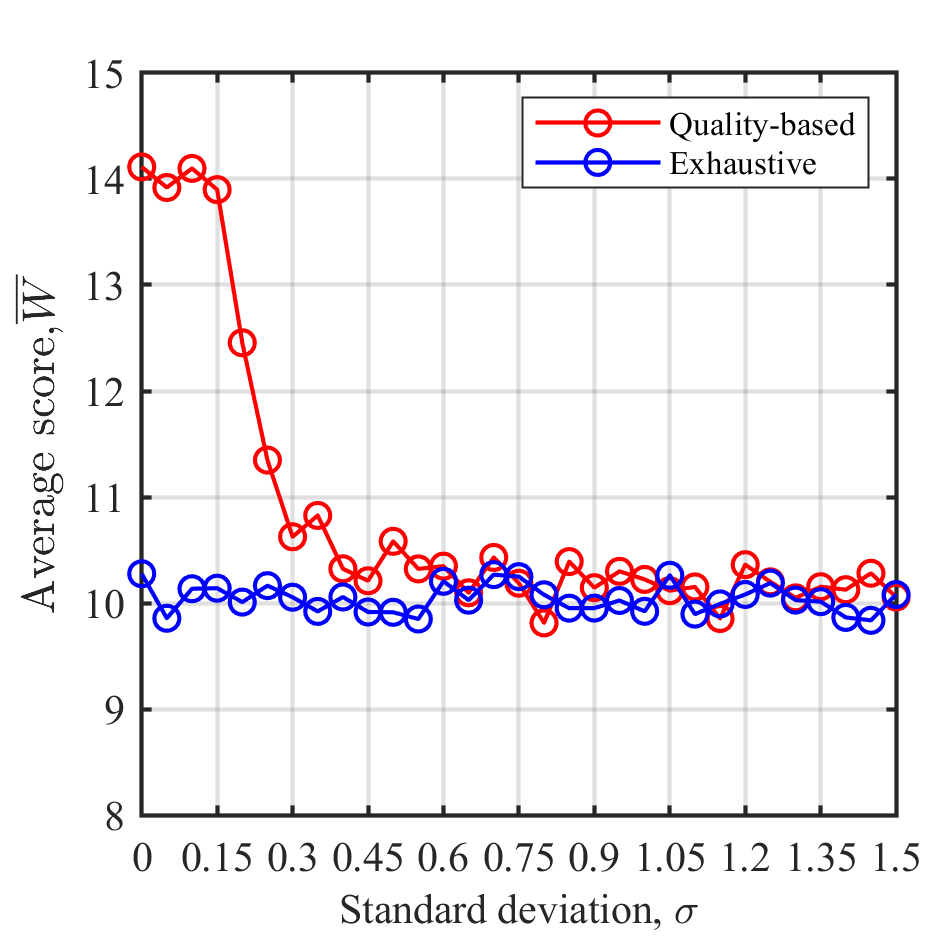 15
14
13
12
11
10
9
8
Average score, W̅
Quality-based
Exhaustive
0 0.15 0.3 0.45 0.6 0.75 0.9 1.05 1.2 1.35 1.5
Standard deviation, σ